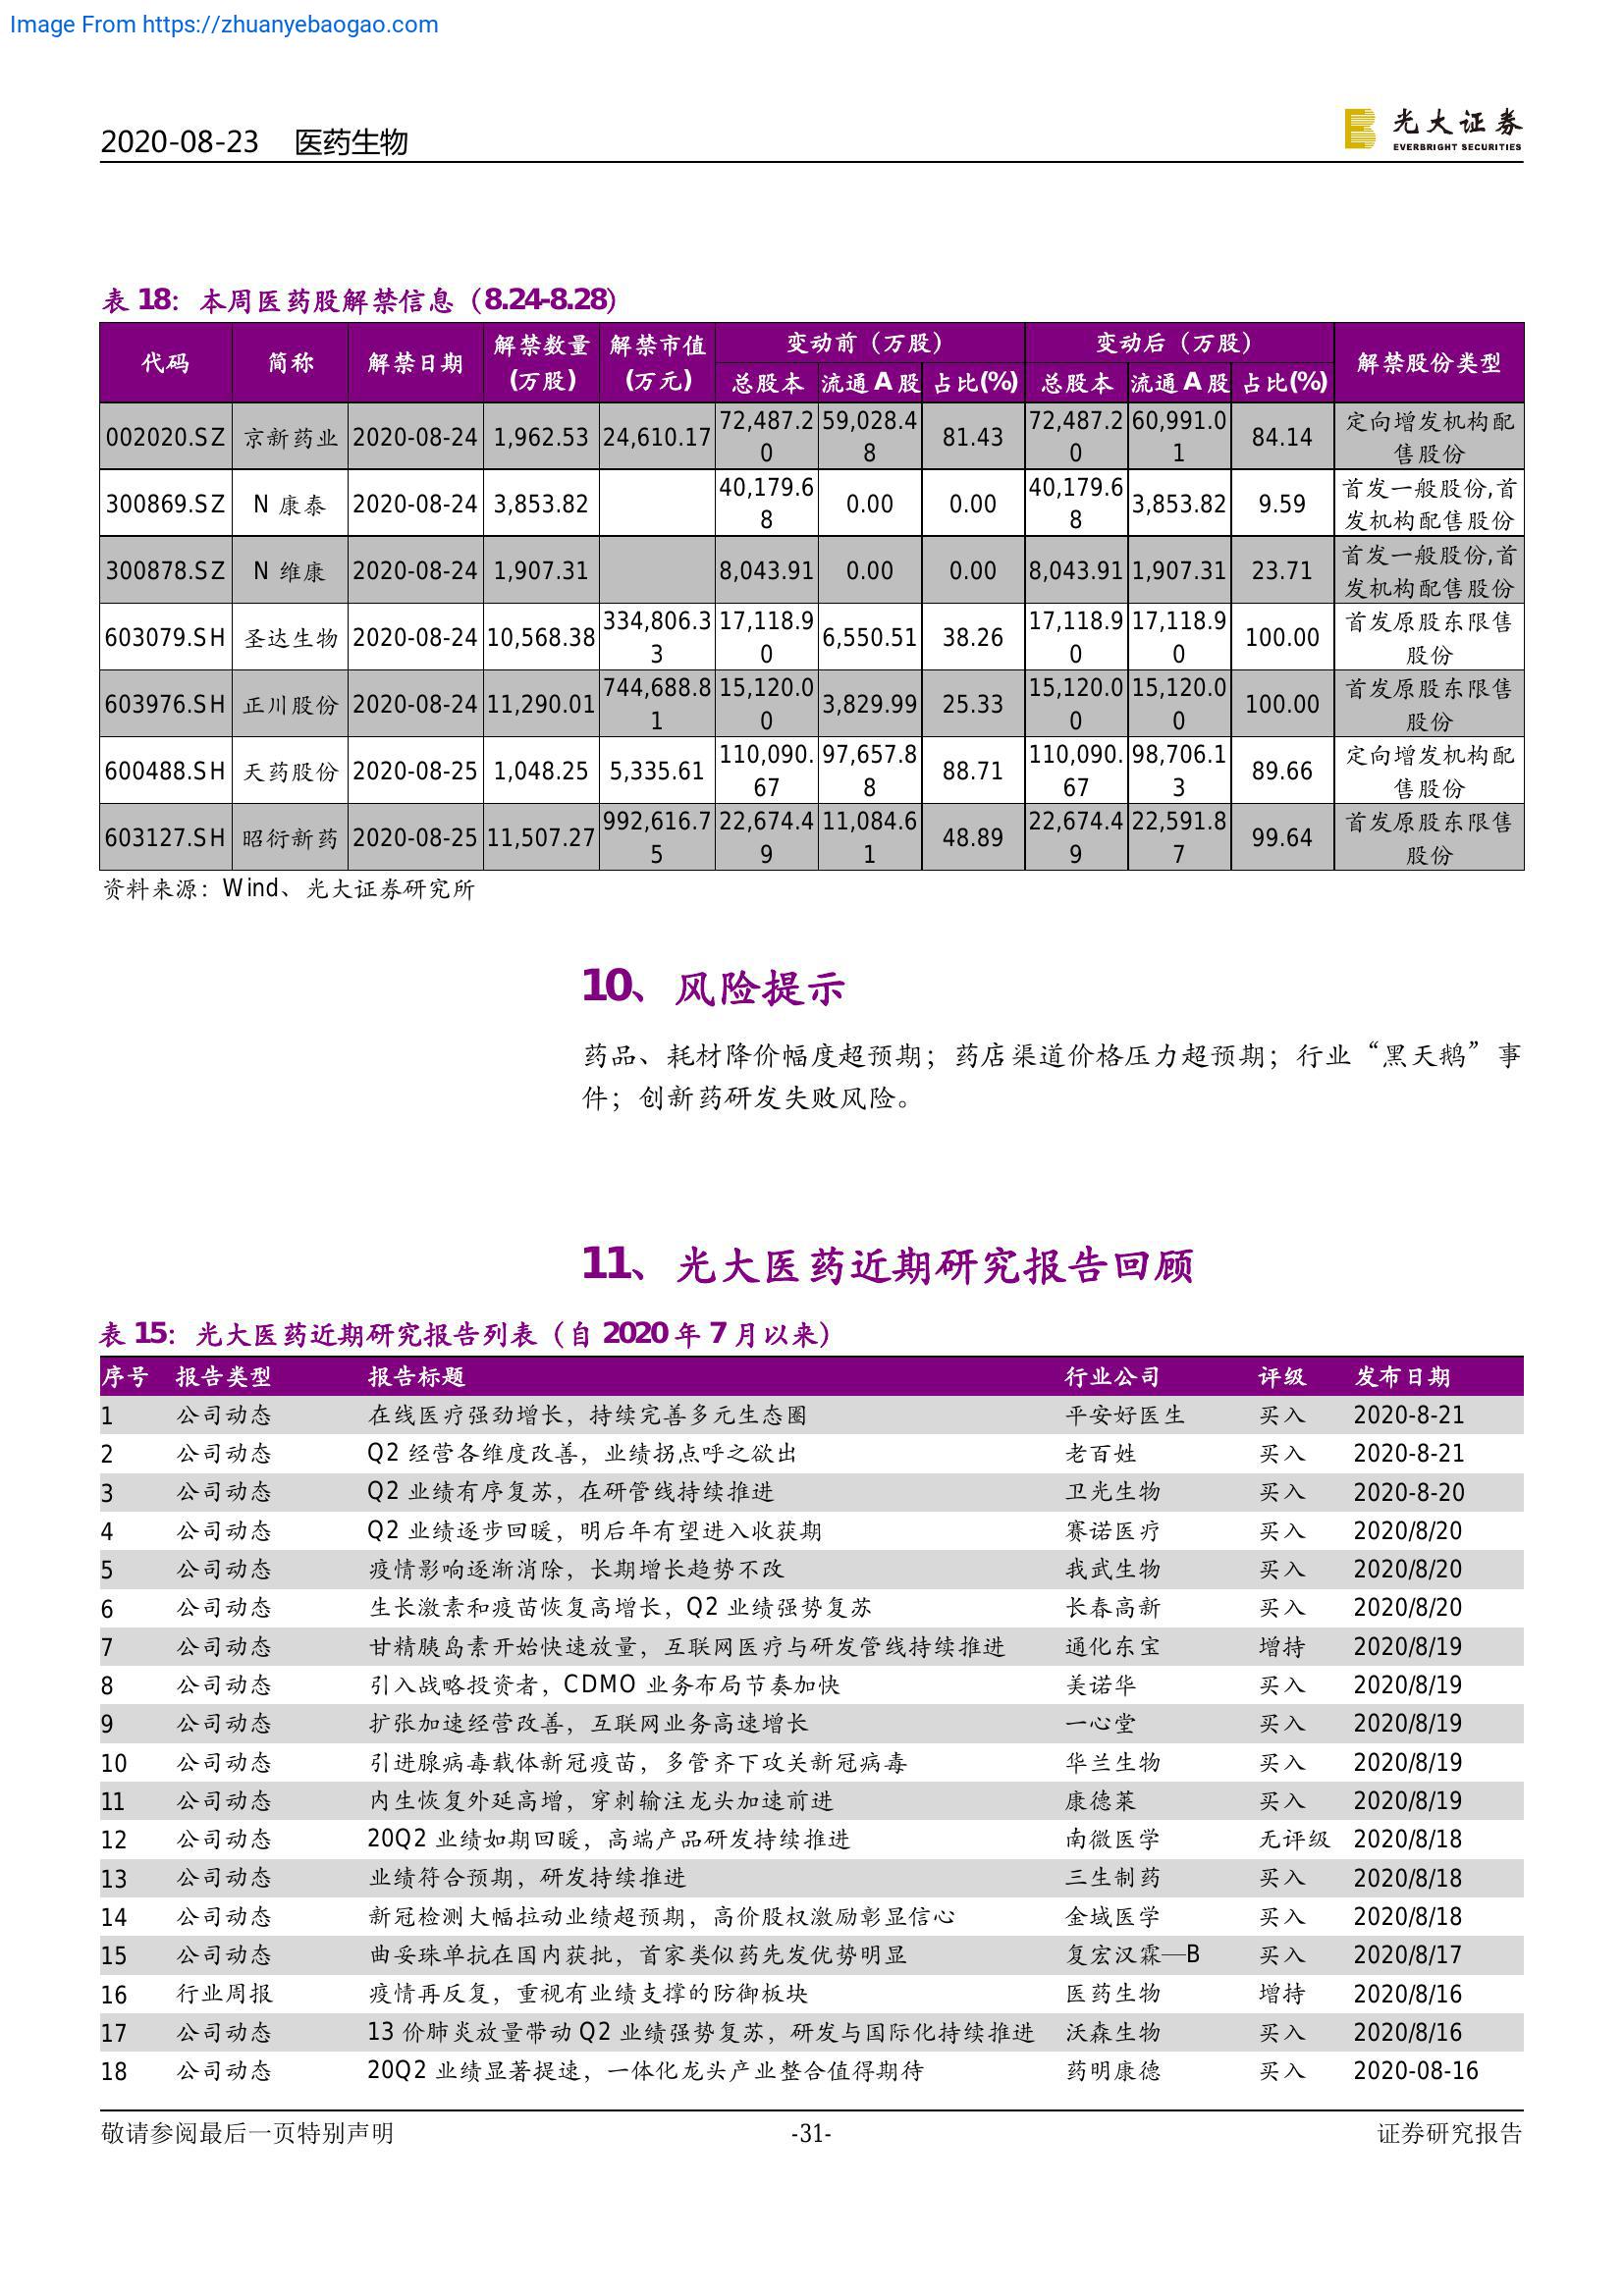 Image From https://zhuanyebaogao.com
2020-08-23 医药生物
光大证券
EVERBRIGHT SECURITIES
表 18：本周医药股解禁信息（8.24-8.28）
代码 简称 解禁日期 解禁数量(万股) 解禁市值(万元) 变动前（万股） 变动后（万股） 解禁股份类型
总股本 流通 A 股 占比(%) 总股本 流通 A 股 占比(%)
002020.SZ 京新药业 2020-08-24 1,962.53 24,610.17 72,487.20 59,028.48 81.43 72,487.20 60,991.01 84.14 定向增发机构配售股份
300869.SZ N 康泰 2020-08-24 3,853.82 40,179.68 0.00 0.00 40,179.68 3,853.82 9.59 首发一般股份,首发机构配售股份
300878.SZ N 维康 2020-08-24 1,907.31 8,043.91 0.00 0.00 8,043.91 1,907.31 23.71 首发一般股份,首发机构配售股份
603079.SH 圣达生物 2020-08-24 10,568.38 334,806.33 17,118.90 6,550.51 38.26 17,118.90 17,118.90 100.00 首发原股东限售股份
603976.SH 正川股份 2020-08-24 11,290.01 744,688.81 15,120.00 3,829.99 25.33 15,120.00 15,120.00 100.00 首发原股东限售股份
600488.SH 天药股份 2020-08-25 1,048.25 5,335.61 110,090.67 97,657.88 88.71 110,090.67 98,706.13 89.66 定向增发机构配售股份
603127.SH 昭衍新药 2020-08-25 11,507.27 992,616.75 22,674.49 11,084.61 48.89 22,674.49 22,591.87 99.64 首发原股东限售股份
资料来源：Wind、光大证券研究所
10、风险提示
药品、耗材降价幅度超预期；药店渠道价格压力超预期；行业“黑天鹅”事
件；创新药研发失败风险。
11、光大医药近期研究报告回顾
表 15：光大医药近期研究报告列表（自 2020 年 7 月以来）
序号 报告类型 报告标题 行业公司 评级 发布日期
1 公司动态 在线医疗强劲增长，持续完善多元生态圈 平安好医生 买入 2020-8-21
2 公司动态 Q2 经营各维度改善，业绩拐点呼之欲出 老百姓 买入 2020-8-21
3 公司动态 Q2 业绩有序复苏，在研管线持续推进 卫光生物 买入 2020-8-20
4 公司动态 Q2 业绩逐步回暖，明后年有望进入收获期 赛诺医疗 买入 2020/8/20
5 公司动态 疫情影响逐渐消除，长期增长趋势不改 我武生物 买入 2020/8/20
6 公司动态 生长激素和疫苗恢复高增长，Q2 业绩强势复苏 长春高新 买入 2020/8/20
7 公司动态 甘精胰岛素开始快速放量，互联网医疗与研发管线持续推进 通化东宝 增持 2020/8/19
8 公司动态 引入战略投资者，CDMO 业务布局节奏加快 美诺华 买入 2020/8/19
9 公司动态 扩张加速经营改善，互联网业务高速增长 一心堂 买入 2020/8/19
10 公司动态 引进腺病毒载体新冠疫苗，多管齐下攻关新冠病毒 华兰生物 买入 2020/8/19
11 公司动态 内生恢复外延高增，穿刺输注龙头加速前进 康德莱 买入 2020/8/19
12 公司动态 20Q2 业绩如期回暖，高端产品研发持续推进 南微医学 无评级 2020/8/18
13 公司动态 业绩符合预期，研发持续推进 三生制药 买入 2020/8/18
14 公司动态 新冠检测大幅拉动业绩超预期，高价股权激励彰显信心 金域医学 买入 2020/8/18
15 公司动态 曲妥珠单抗在国内获批，首家类似药先发优势明显 复宏汉霖—B 买入 2020/8/17
16 行业周报 疫情再反复，重视有业绩支撑的防御板块 医药生物 增持 2020/8/16
17 公司动态 13 价肺炎放量带动 Q2 业绩强势复苏，研发与国际化持续推进 沃森生物 买入 2020/8/16
18 公司动态 20Q2 业绩显著提速，一体化龙头产业整合值得期待 药明康德 买入 2020-08-16
敬请参阅最后一页特别声明 -31- 证券研究报告